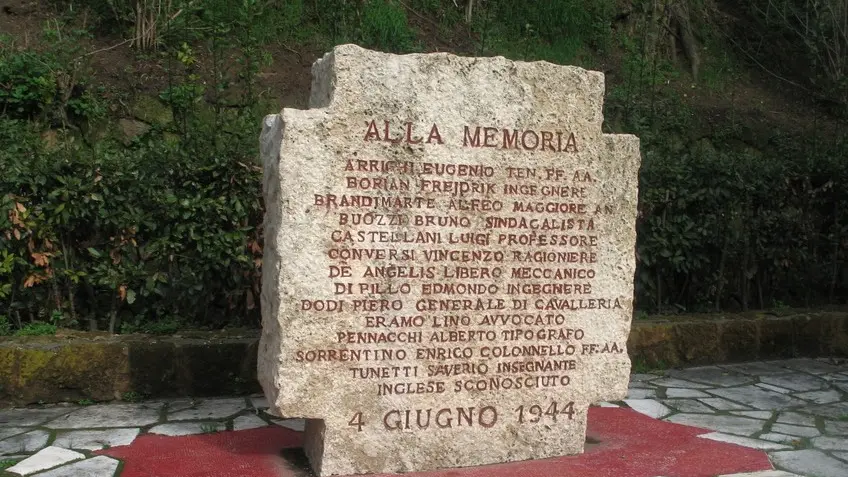 ALLA MEMORIA
ARRIGHI EUGENIO TEN. FF. AA.
BORIAN FREJDRIK INGEGNERE
BRANDIMARTE ALFEO MAGGIORE AN
BUOZZI BRUNO SINDACALISTA
CASTELLANI LUIGI PROFESSORE
CONVERSI VINCENZO RAGIONIERE
DE ANGELIS LIBERO MECCANICO
DI PILLO EDMONDO INGEGNERE
DODI PIERO GENERALE DI CAVALLERIA
ERAMO LINO AVVOCATO
PENNACCHI ALBERTO TIPOGRAFO
SORRENTINO ENRICO COLONNELLO FF. AA.
TUNETTI SAVERIO INSEGNANTE
INGLESE SCONOSCIUTO
4 GIUGNO 1944